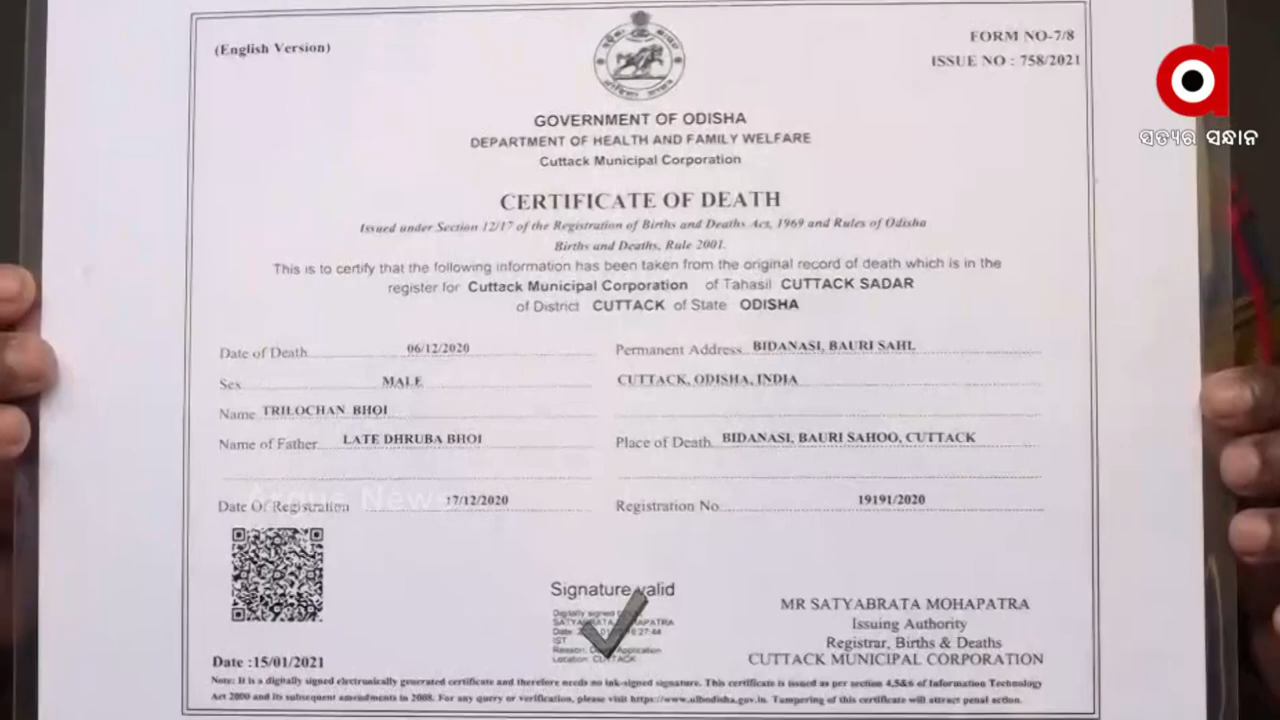 (English Version)
FORM NO-7/8
ISSUE NO : 758/2021
ସତ୍ୟର ସନ୍ଧାନ
GOVERNMENT OF ODISHA
DEPARTMENT OF HEALTH AND FAMILY WELFARE
Cuttack Municipal Corporation
CERTIFICATE OF DEATH
Issued under Section 12/17 of the Registration of Births and Deaths Act, 1969 and Rules of Odisha
Births and Deaths, Rule 2001.
This is to certify that the following information has been taken from the original record of death which is in the
register for Cuttack Municipal Corporation of Tahasil CUTTACK SADAR
of District CUTTACK of State ODISHA
Date of Death 06/12/2020
Permanent Address BIDANASI, BAURI SAHI,
Sex MALE
CUTTACK, ODISHA, INDIA
Name TRILOCHAN BHOI
Name of Father LATE DHRUBA BHOI
Place of Death BIDANASI, BAURI SAHOO, CUTTACK
Argus News
Date Of Registration 17/12/2020
Registration No 19191/2020
Signature valid
Digitally signed
SATYABRATA MOHAPATRA
Date
IST
Reason: Application
Location: CUTTACK
MR SATYABRATA MOHAPATRA
Issuing Authority
Registrar, Births & Deaths
CUTTACK MUNICIPAL CORPORATION
Date :15/01/2021
Note: It is a digitally signed electronically generated certificate and therefore needs no ink-signed signature. This certificate is issued as per section 4,5&6 of Information Technology
Act 2000 and its subsequent amendments in 2008. For any query or verification, please visit https://www.ulbodisha.gov.in. Tampering of this certificate will attract penal action.